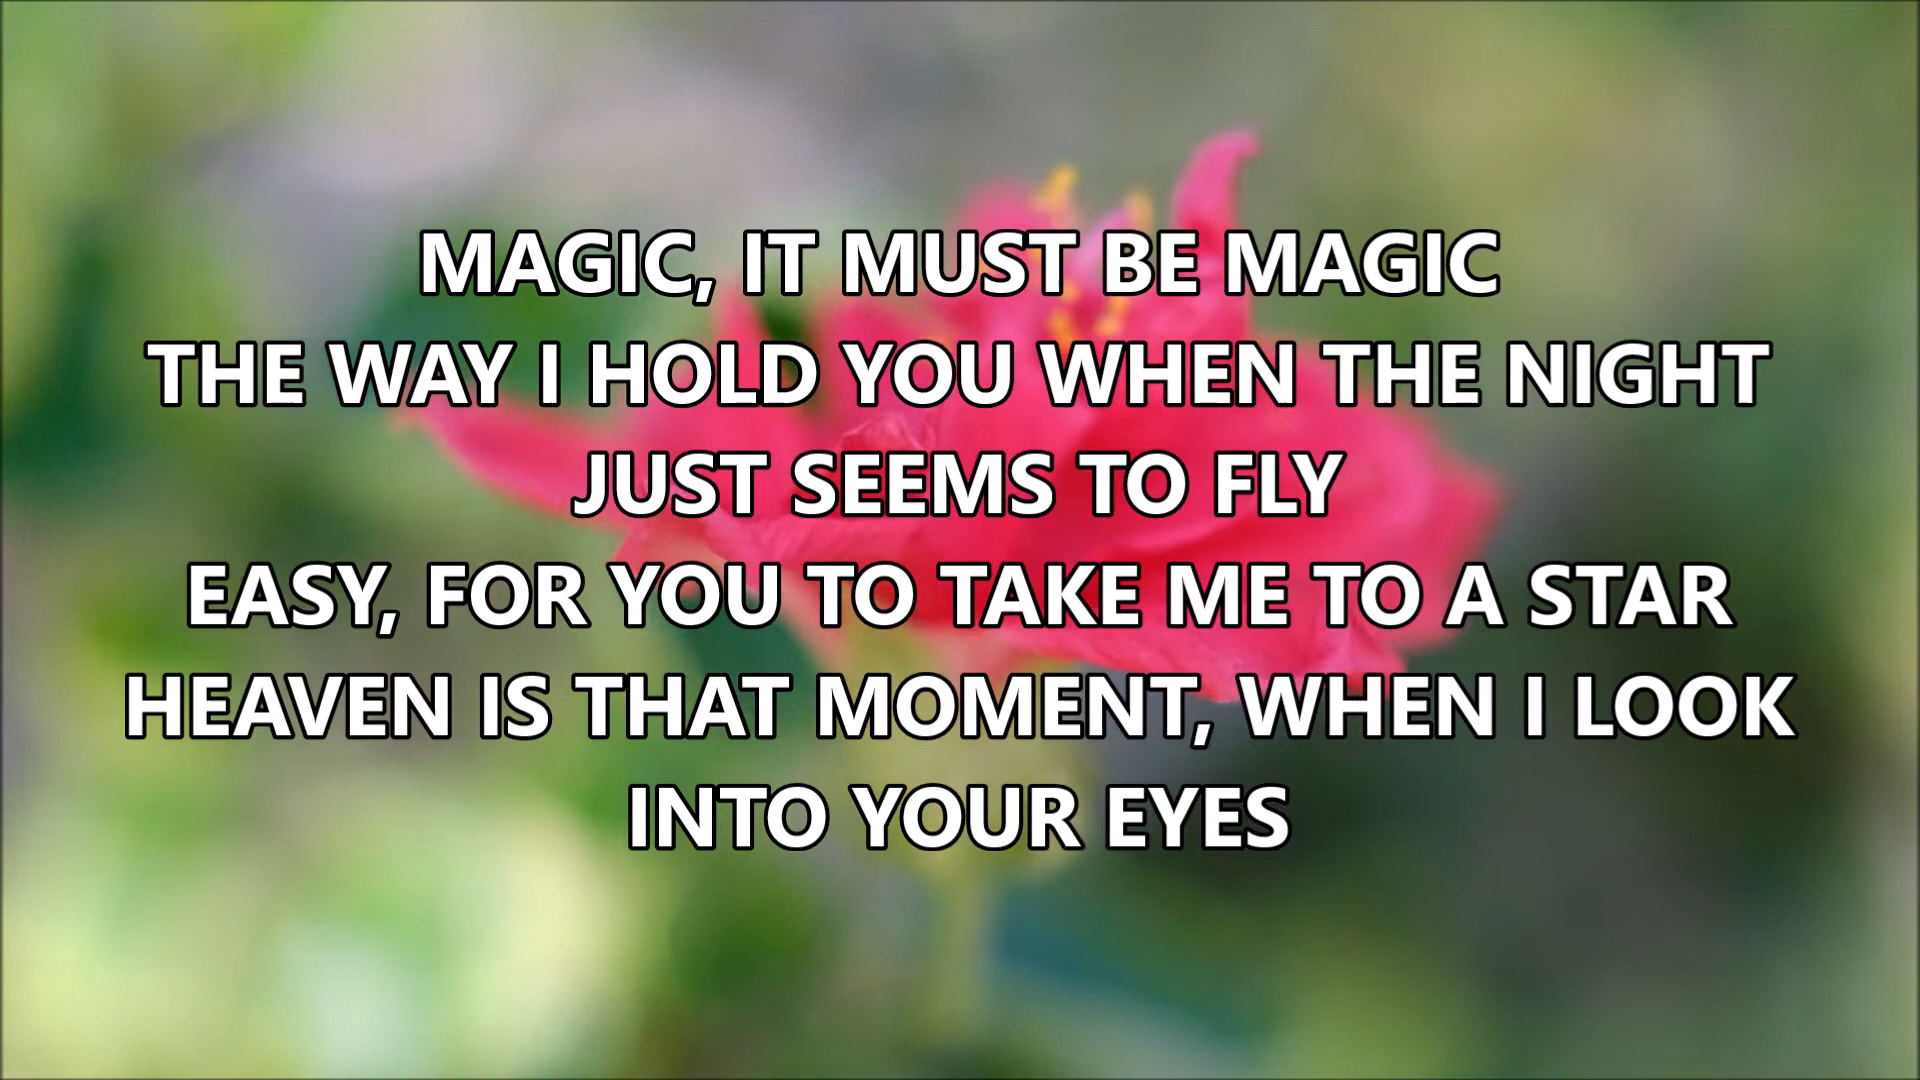 MAGIC, IT MUST BE MAGIC
THE WAY I HOLD YOU WHEN THE NIGHT
JUST SEEMS TO FLY
EASY, FOR YOU TO TAKE ME TO A STAR
HEAVEN IS THAT MOMENT, WHEN I LOOK
INTO YOUR EYES